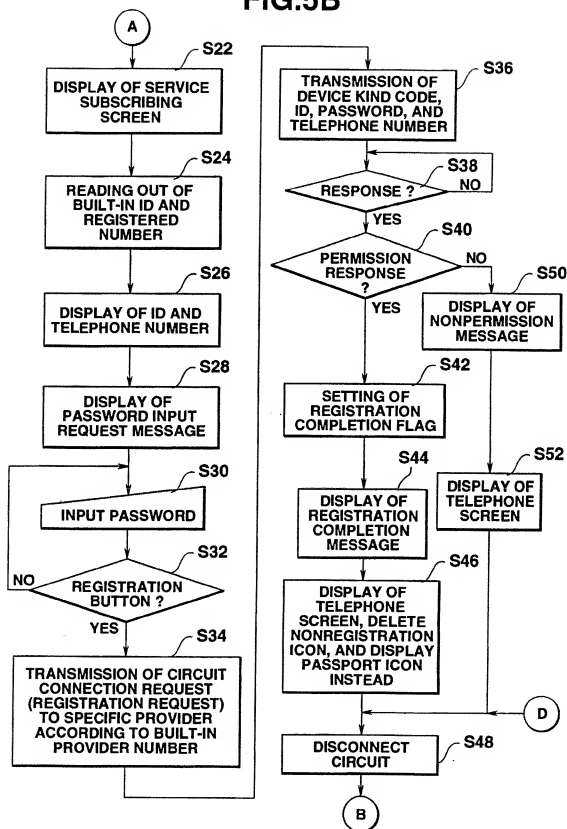 FIG.5B
A
S22
DISPLAY OF SERVICE
SUBSCRIBING
SCREEN
S24
READING OUT OF
BUILT-IN ID AND
REGISTERED
NUMBER
S26
DISPLAY OF ID AND
TELEPHONE NUMBER
S28
DISPLAY OF
PASSWORD INPUT
REQUEST MESSAGE
S30
INPUT PASSWORD
S32
REGISTRATION
BUTTON ?
NO
YES
S34
TRANSMISSION OF CIRCUIT
CONNECTION REQUEST
(REGISTRATION REQUEST)
TO SPECIFIC PROVIDER
ACCORDING TO BUILT-IN
PROVIDER NUMBER
S36
TRANSMISSION OF
DEVICE KIND CODE,
ID, PASSWORD, AND
TELEPHONE NUMBER
S38
RESPONSE ?
NO
YES
S40
PERMISSION
RESPONSE
?
NO
YES
S50
DISPLAY OF
NONPERMISSION
MESSAGE
S42
SETTING OF
REGISTRATION
COMPLETION FLAG
S44
DISPLAY OF
REGISTRATION
COMPLETION
MESSAGE
S52
DISPLAY OF
TELEPHONE
SCREEN
S46
DISPLAY OF
TELEPHONE
SCREEN, DELETE
NONREGISTRATION
ICON, AND DISPLAY
PASSPORT ICON
INSTEAD
D
S48
DISCONNECT
CIRCUIT
B